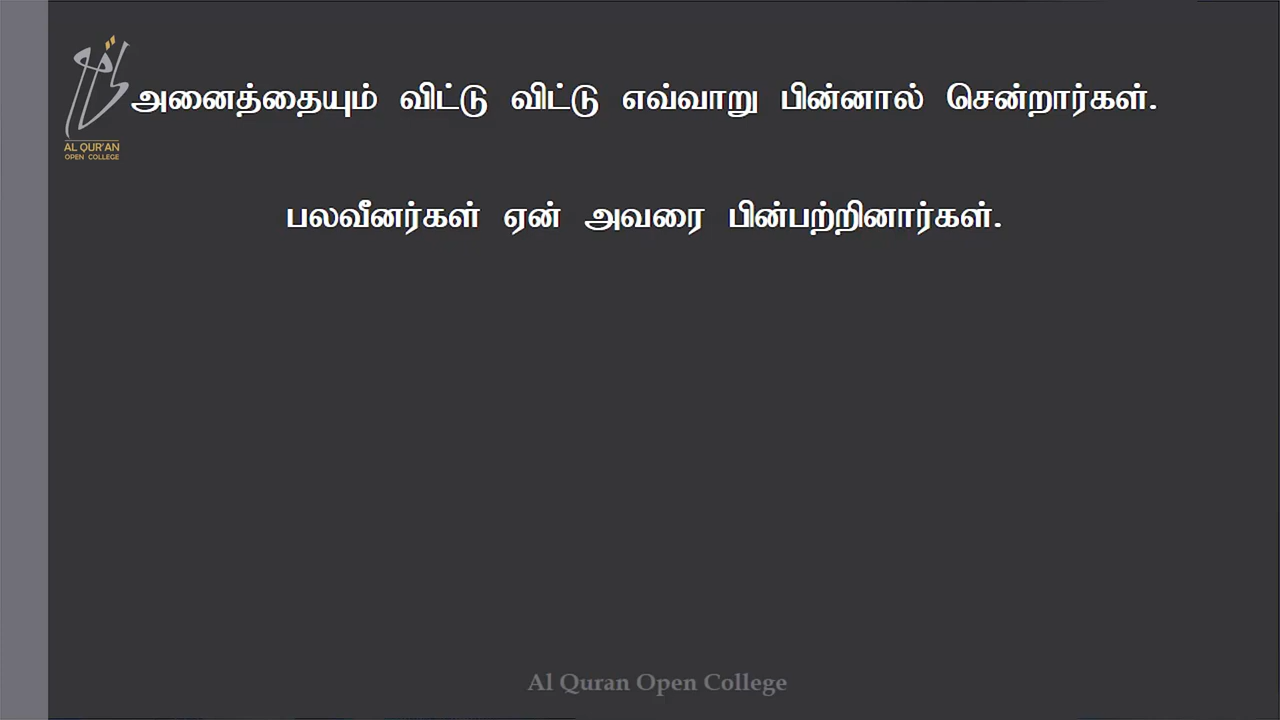 அனைத்தையும் விட்டு விட்டு எவ்வாறு பின்னால் சென்றார்கள்.
AL QUR'AN
OPEN COLLEGE
பலவீனர்கள் ஏன் அவரை பின்பற்றினார்கள்.
Al Quran Open College